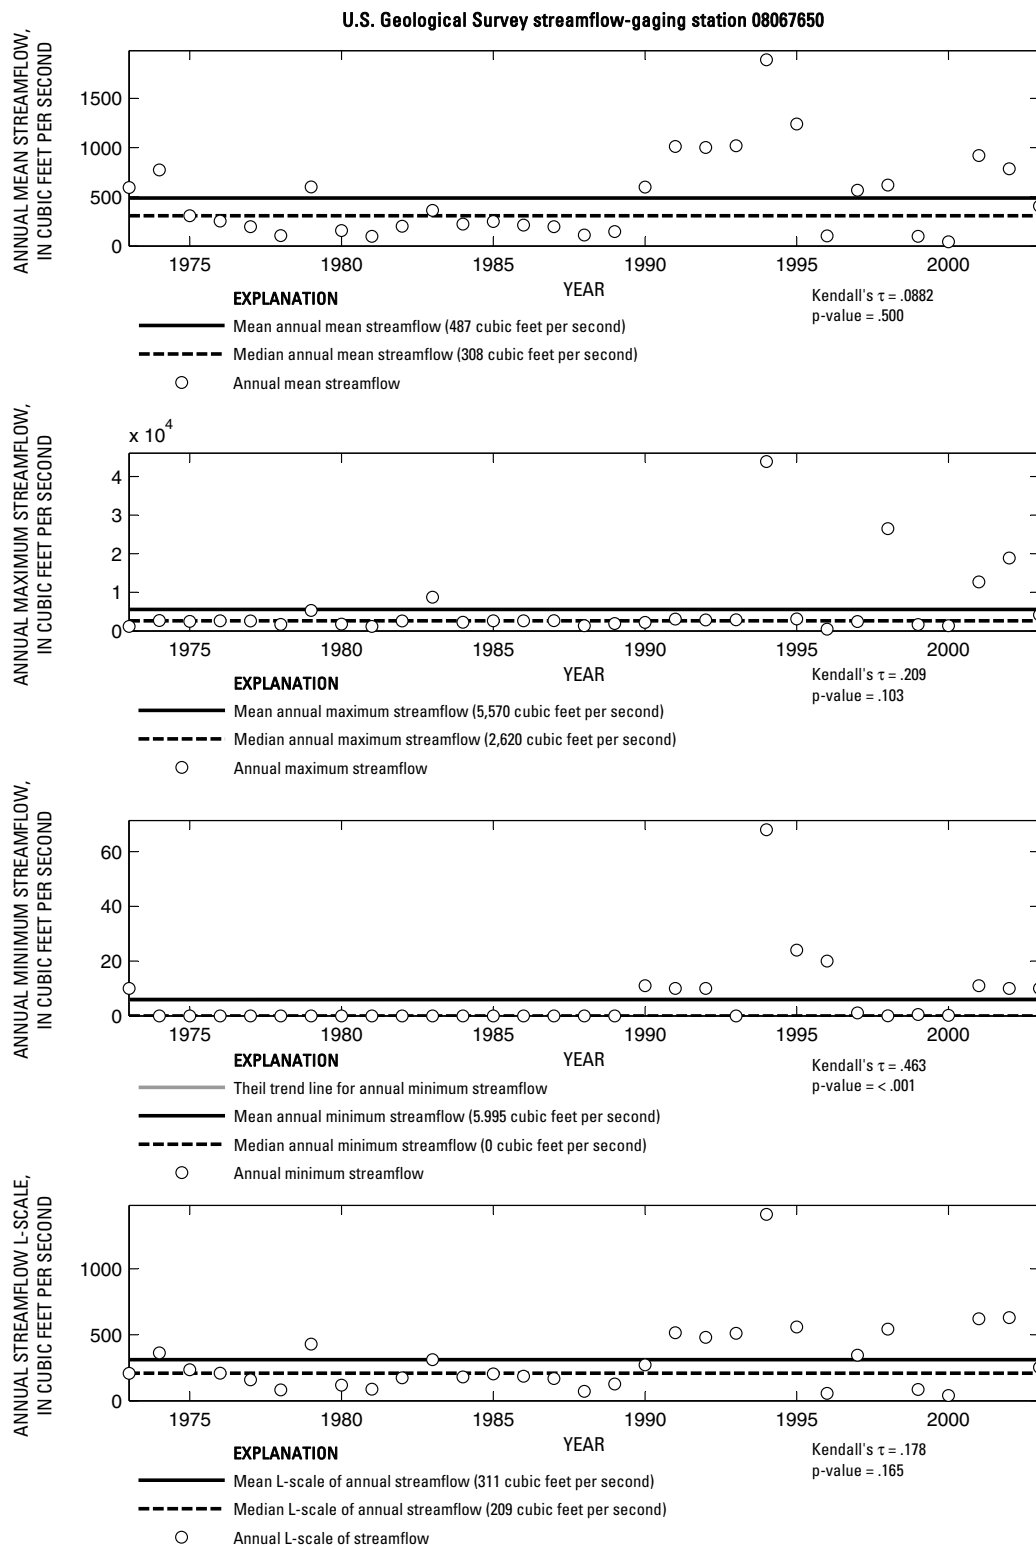 U.S. Geological Survey streamflow-gaging station 08067650
ANNUAL MEAN STREAMFLOW,
IN CUBIC FEET PER SECOND
1500
1000
500
0
1975 1980 1985 1990 1995 2000
YEAR
Kendall's τ = .0882
p-value = .500
EXPLANATION
Mean annual mean streamflow (487 cubic feet per second)
Median annual mean streamflow (308 cubic feet per second)
Annual mean streamflow
ANNUAL MAXIMUM STREAMFLOW,
IN CUBIC FEET PER SECOND
x 10^4
4
3
2
1
0
1975 1980 1985 1990 1995 2000
YEAR
Kendall's τ = .209
p-value = .103
EXPLANATION
Mean annual maximum streamflow (5,570 cubic feet per second)
Median annual maximum streamflow (2,620 cubic feet per second)
Annual maximum streamflow
ANNUAL MINIMUM STREAMFLOW,
IN CUBIC FEET PER SECOND
60
40
20
0
1975 1980 1985 1990 1995 2000
YEAR
Kendall's τ = .463
p-value = < .001
EXPLANATION
Theil trend line for annual minimum streamflow
Mean annual minimum streamflow (5.995 cubic feet per second)
Median annual minimum streamflow (0 cubic feet per second)
Annual minimum streamflow
ANNUAL STREAMFLOW L-SCALE,
IN CUBIC FEET PER SECOND
1000
500
0
1975 1980 1985 1990 1995 2000
YEAR
Kendall's τ = .178
p-value = .165
EXPLANATION
Mean L-scale of annual streamflow (311 cubic feet per second)
Median L-scale of annual streamflow (209 cubic feet per second)
Annual L-scale of streamflow